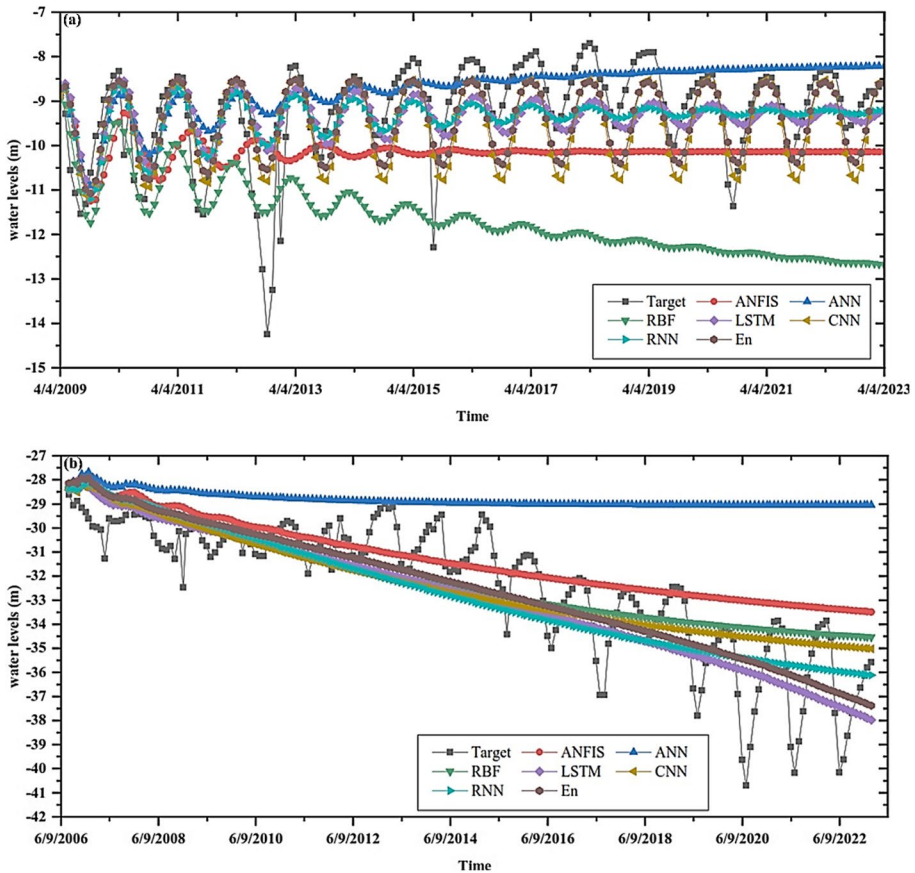 (a)
-7
-8
-9
-10
-11
-12
-13
-14
-15
water levels (m)
Target ANFIS ANN
RBF LSTM CNN
RNN En
4/4/2009 4/4/2011 4/4/2013 4/4/2015 4/4/2017 4/4/2019 4/4/2021 4/4/2023
Time
(b)
-27
-28
-29
-30
-31
-32
-33
-34
-35
-36
-37
-38
-39
-40
-41
-42
water levels (m)
Target ANFIS ANN
RBF LSTM CNN
RNN En
6/9/2006 6/9/2008 6/9/2010 6/9/2012 6/9/2014 6/9/2016 6/9/2018 6/9/2020 6/9/2022
Time